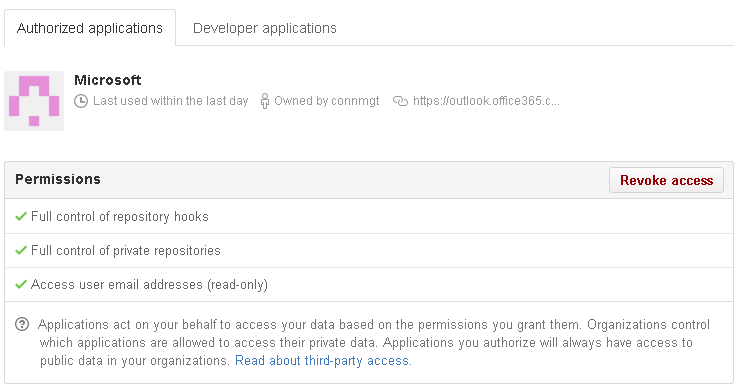 Authorized applications Developer applications
Microsoft
Last used within the last day Owned by connmgt https://outlook.office365.c...
Permissions Revoke access
Full control of repository hooks
Full control of private repositories
Access user email addresses (read-only)
Applications act on your behalf to access your data based on the permissions you grant them. Organizations control
which applications are allowed to access their private data. Applications you authorize will always have access to
public data in your organizations. Read about third-party access.